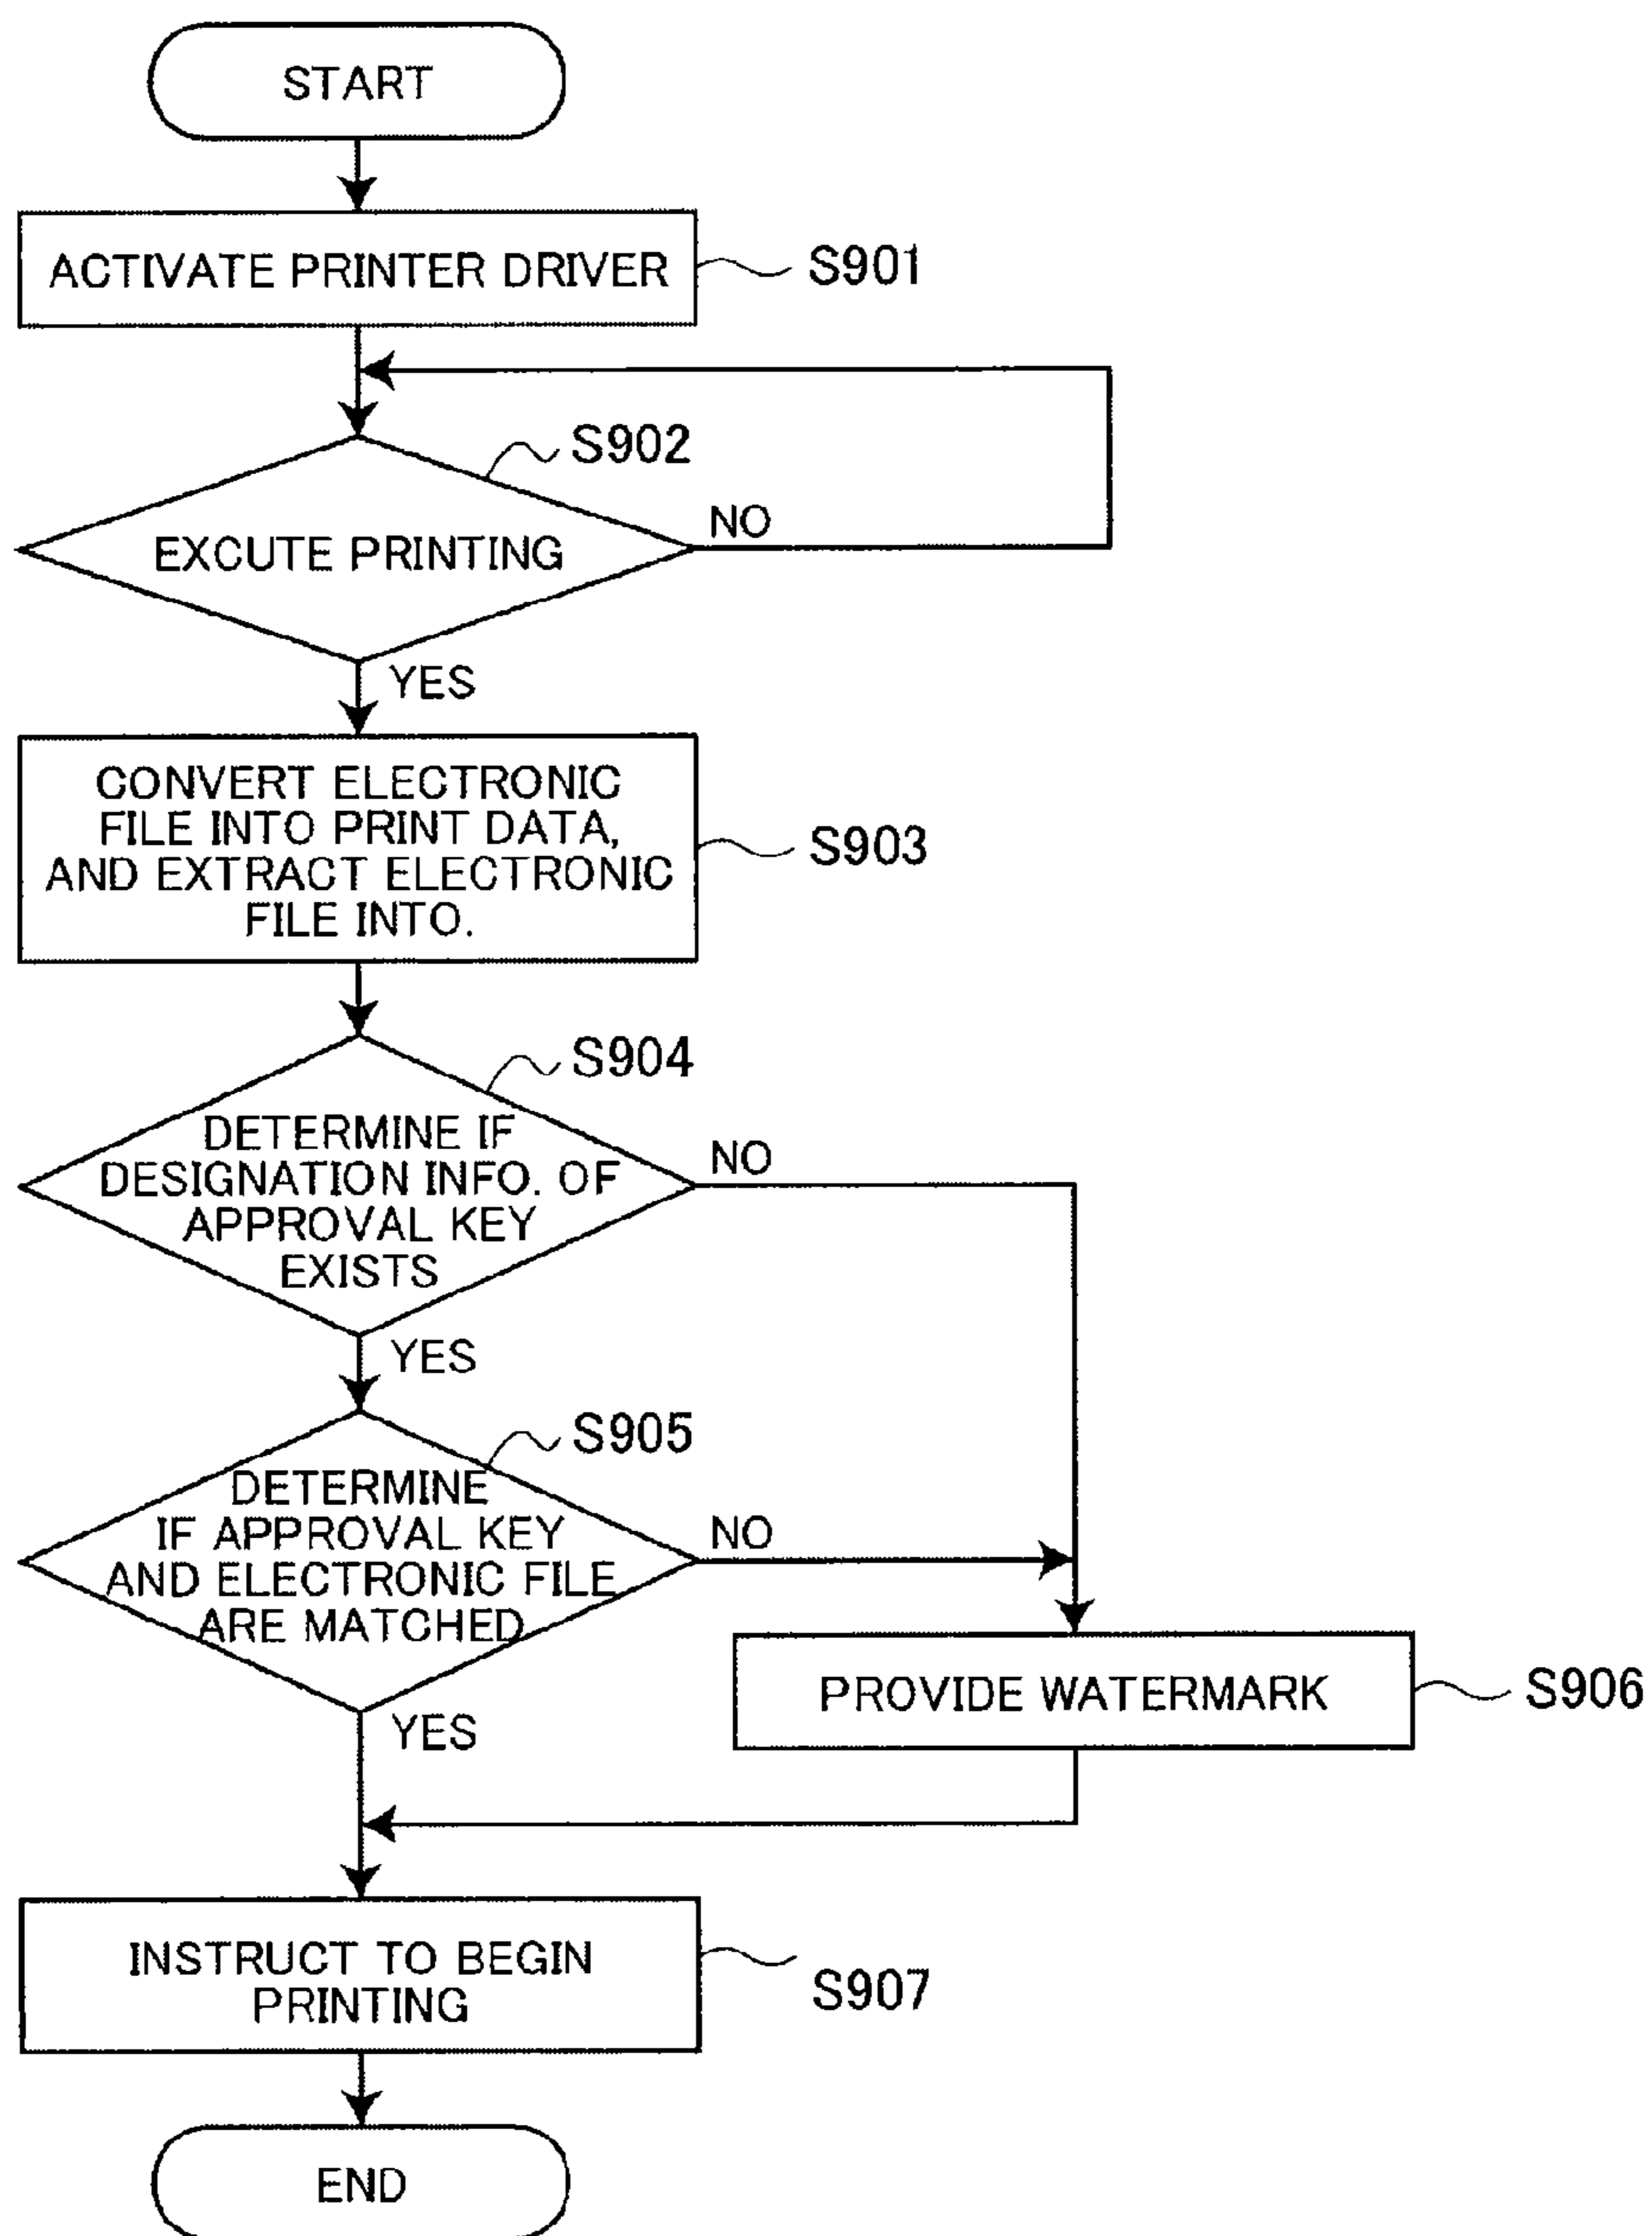 START
ACTIVATE PRINTER DRIVER
S901
S902
EXCUTE PRINTING
NO
YES
CONVERT ELECTRONIC
FILE INTO PRINT DATA,
AND EXTRACT ELECTRONIC
FILE INTO.
S903
S904
DETERMINE IF
DESIGNATION INFO. OF
APPROVAL KEY
EXISTS
NO
YES
S905
DETERMINE
IF APPROVAL KEY
AND ELECTRONIC FILE
ARE MATCHED
NO
YES
PROVIDE WATERMARK
S906
INSTRUCT TO BEGIN
PRINTING
S907
END